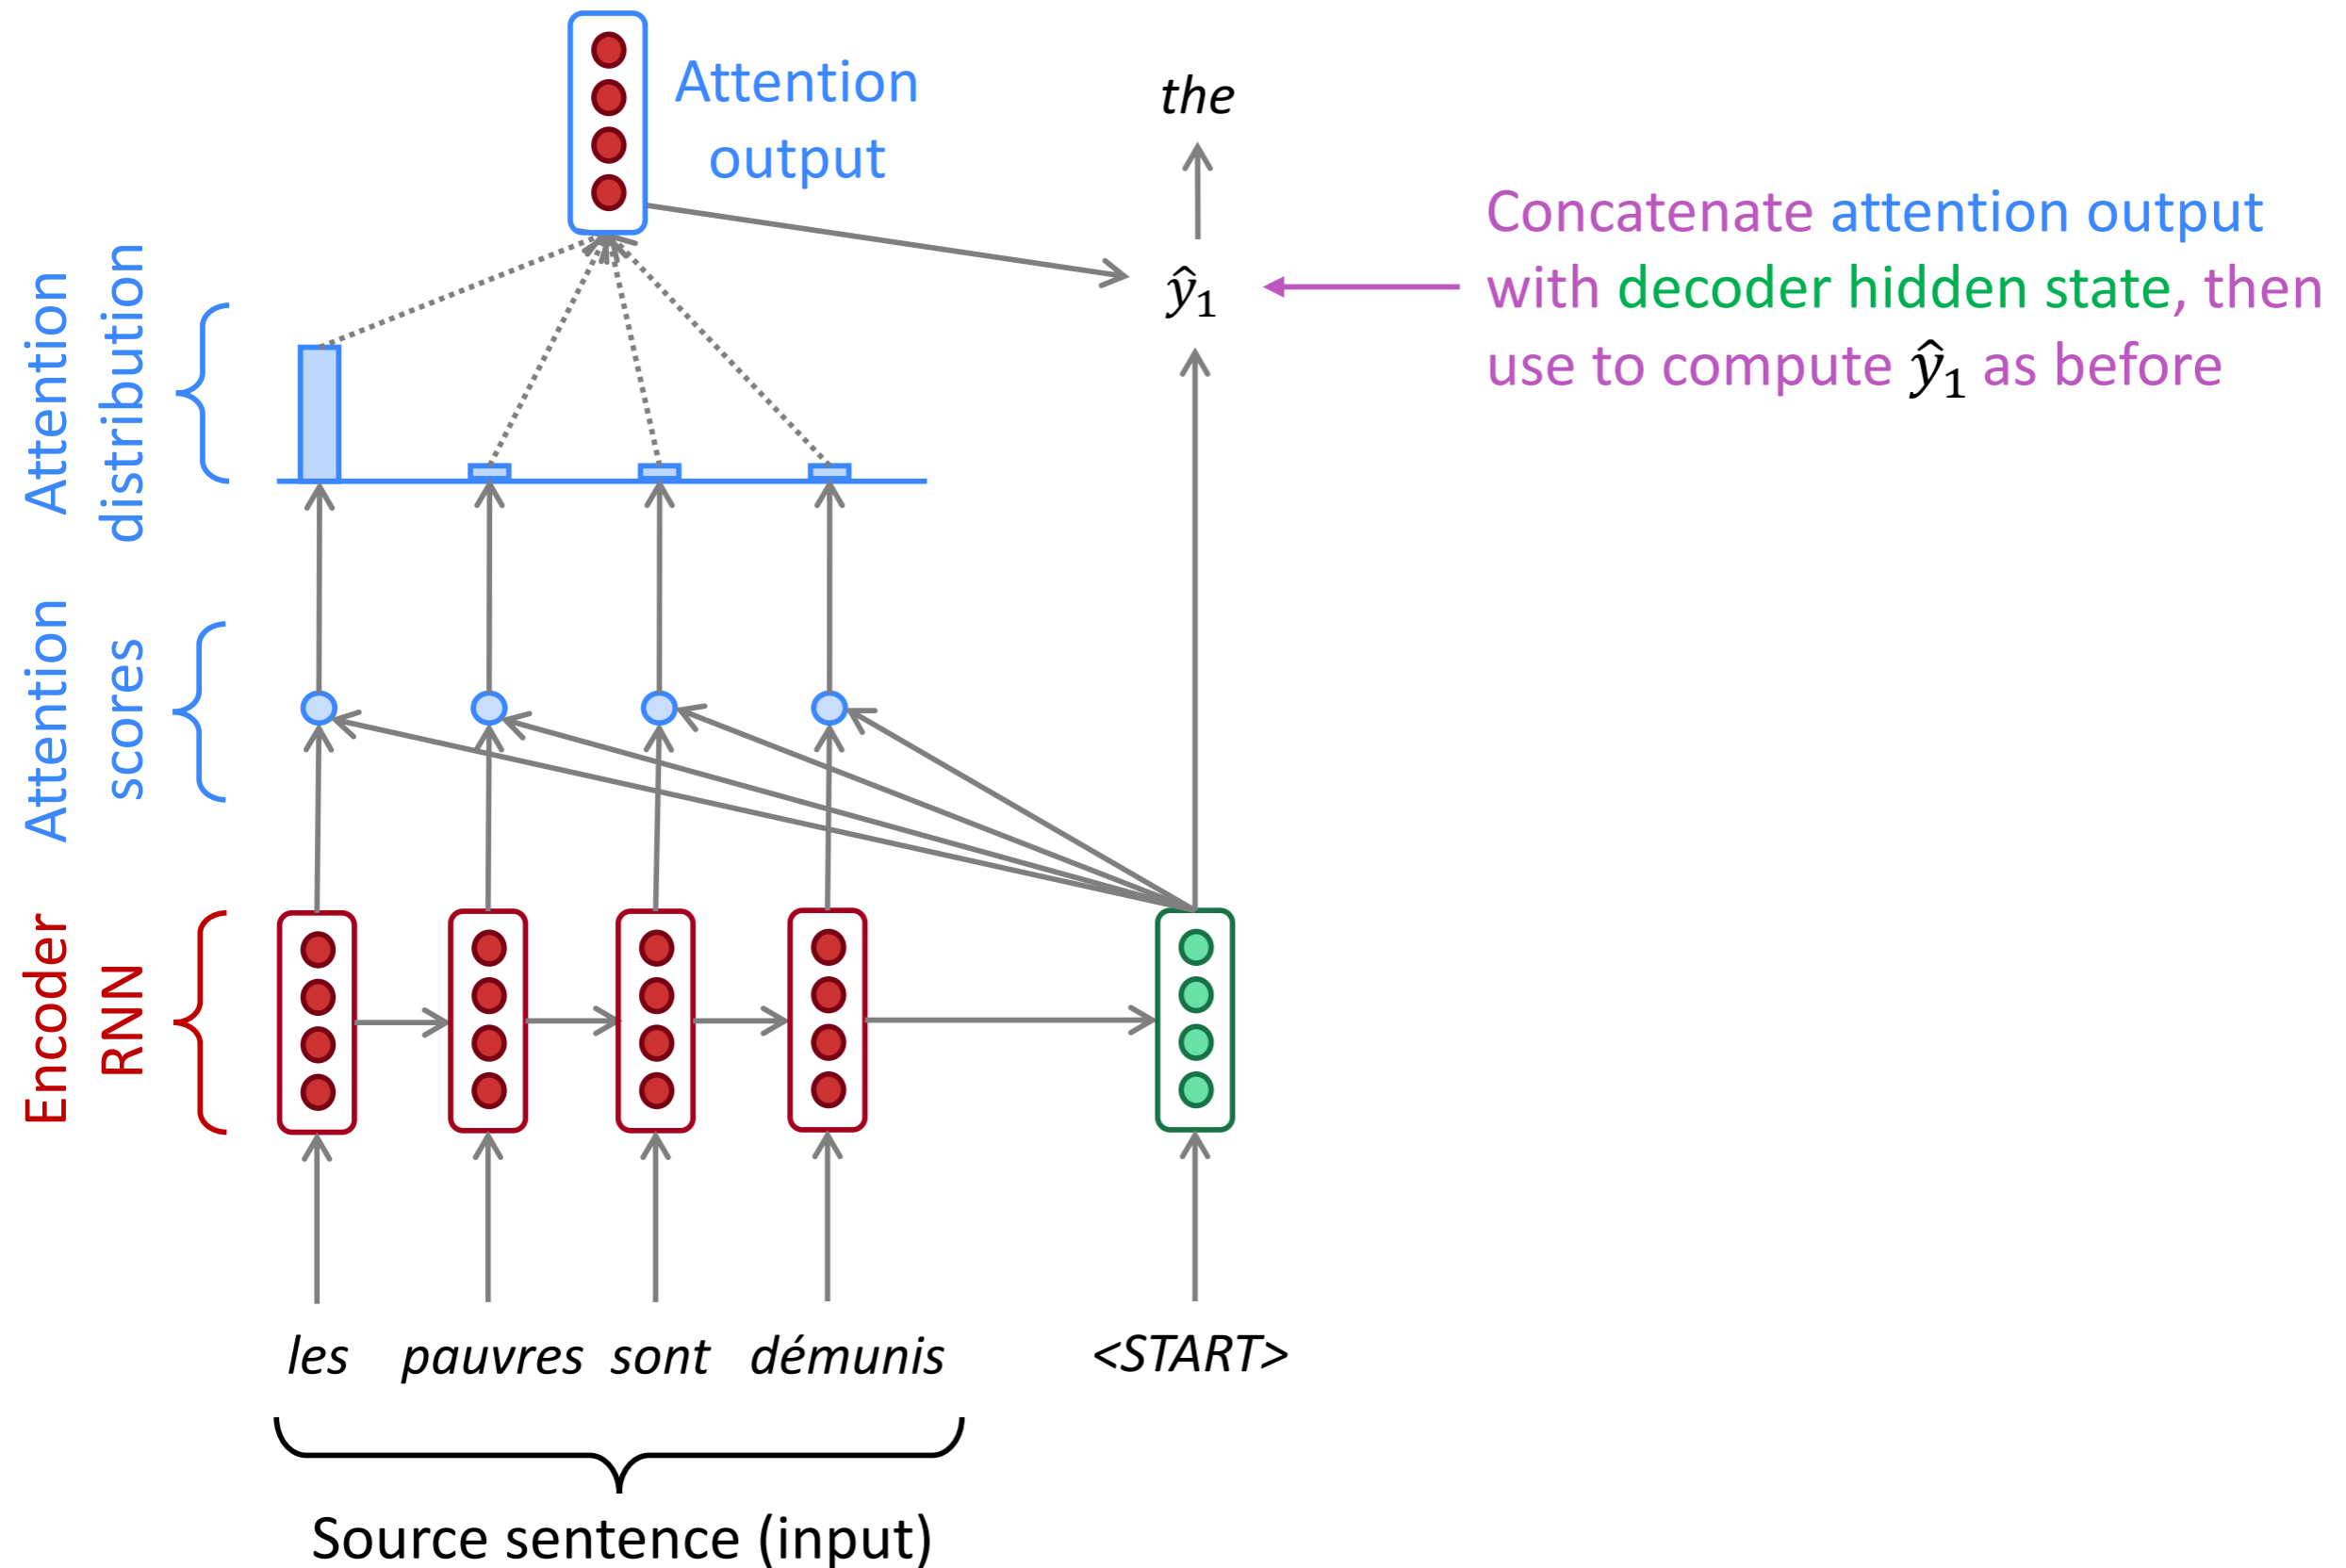 Attention
output
the
Concatenate attention output
with decoder hidden state, then
use to compute ŷ₁ as before
ŷ₁
Attention
distribution
Attention
scores
Encoder
RNN
les pauvres sont démunis <START>
Source sentence (input)